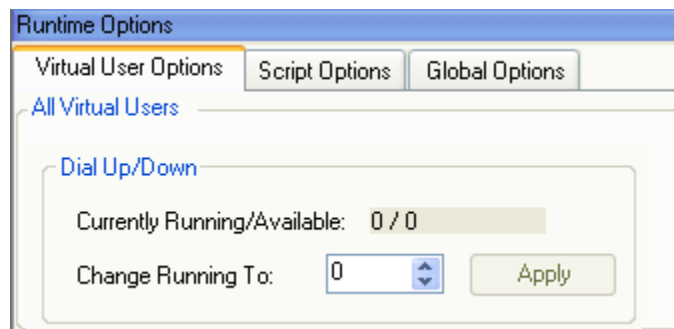 Runtime Options
Virtual User Options Script Options Global Options
All Virtual Users
Dial Up/Down
Currently Running/Available: 0 / 0
Change Running To: 0 Apply